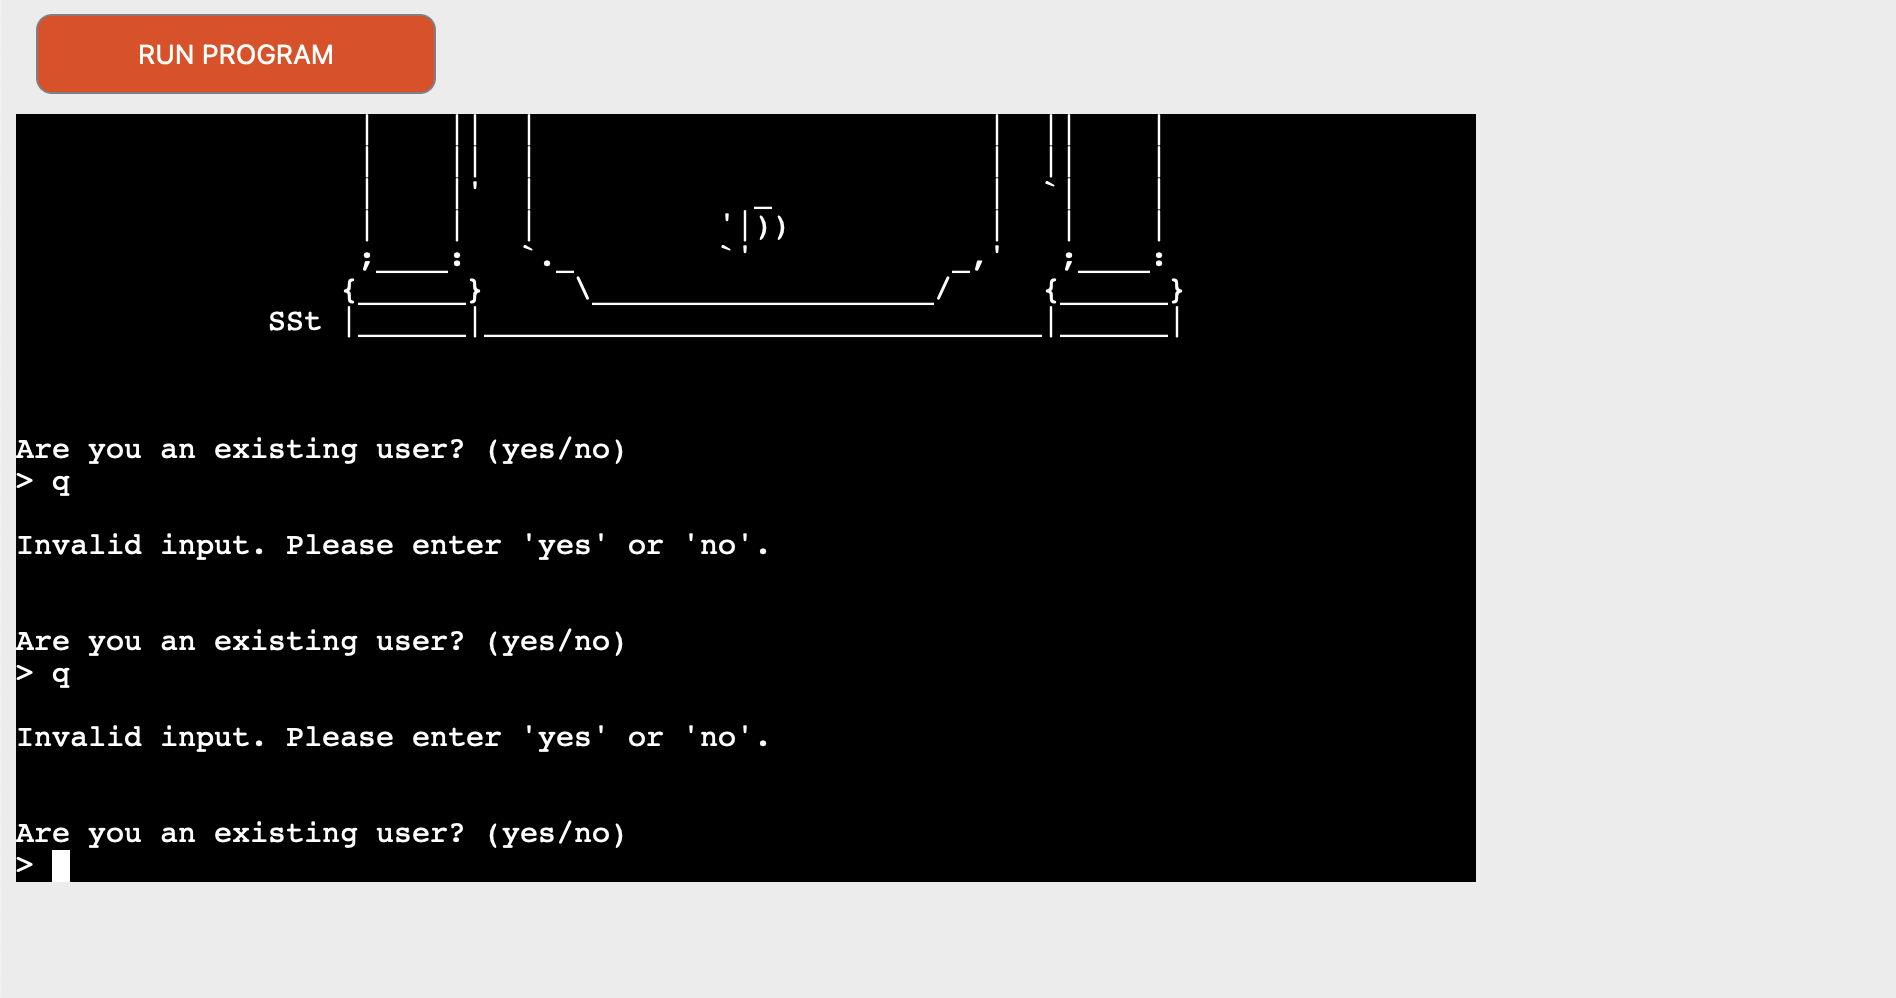 RUN PROGRAM
SSt
Are you an existing user? (yes/no)
> q
Invalid input. Please enter 'yes' or 'no'.
Are you an existing user? (yes/no)
> q
Invalid input. Please enter 'yes' or 'no'.
Are you an existing user? (yes/no)
>